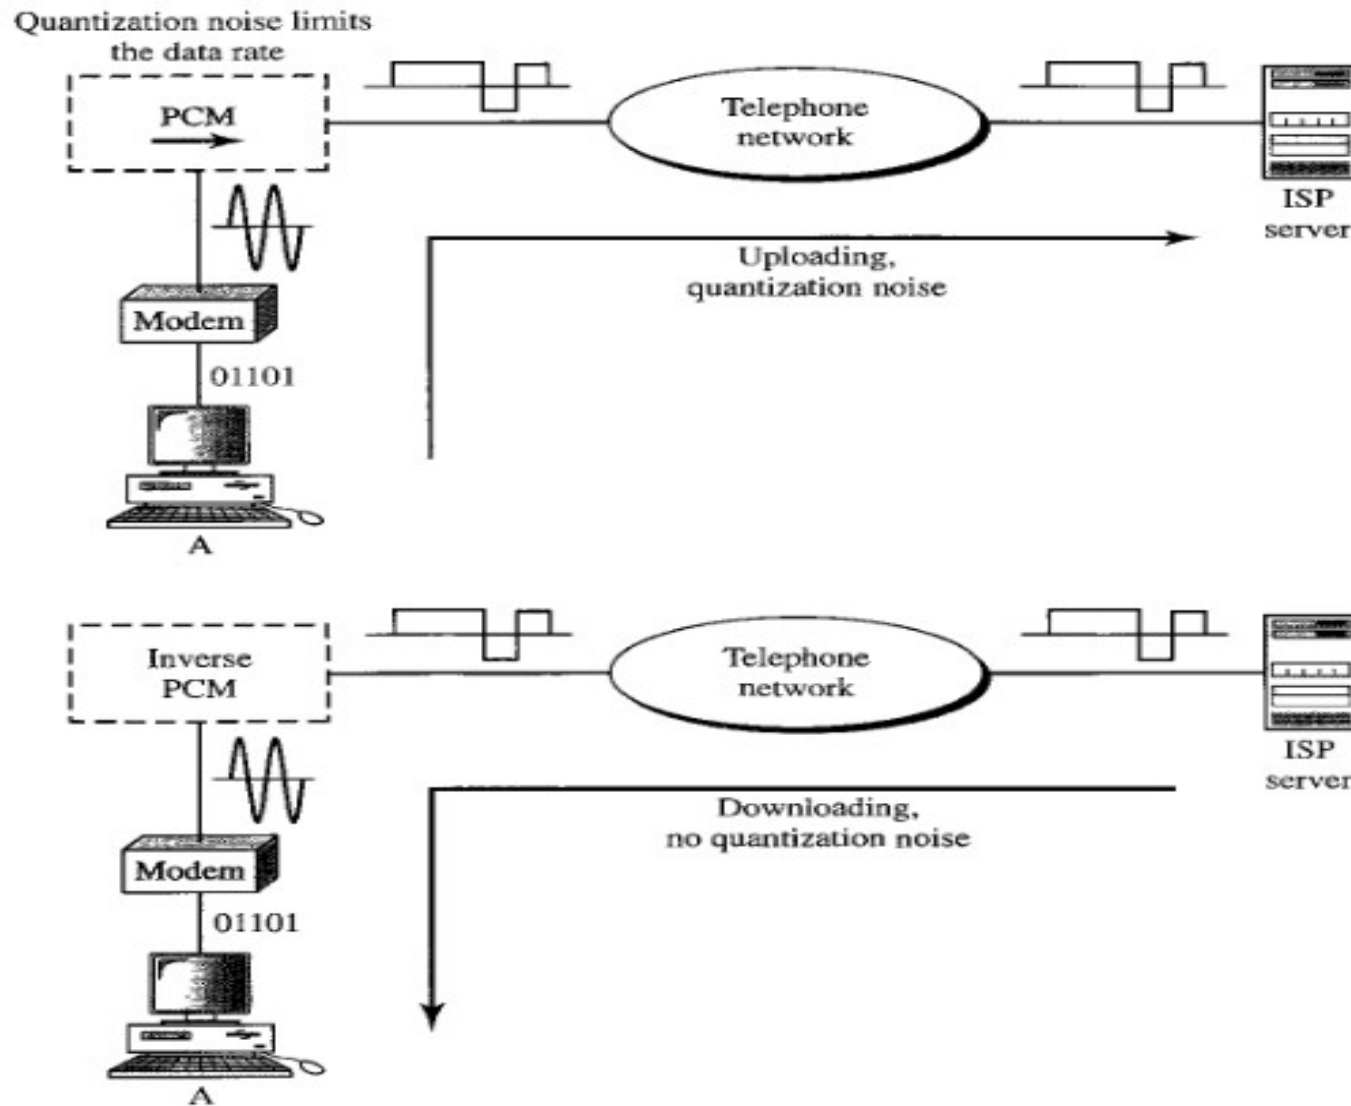 Quantization noise limits
the data rate
PCM
Telephone
network
ISP
server
Uploading,
quantization noise
Modem
01101
A
Inverse
PCM
Telephone
network
ISP
server
Downloading,
no quantization noise
Modem
01101
A